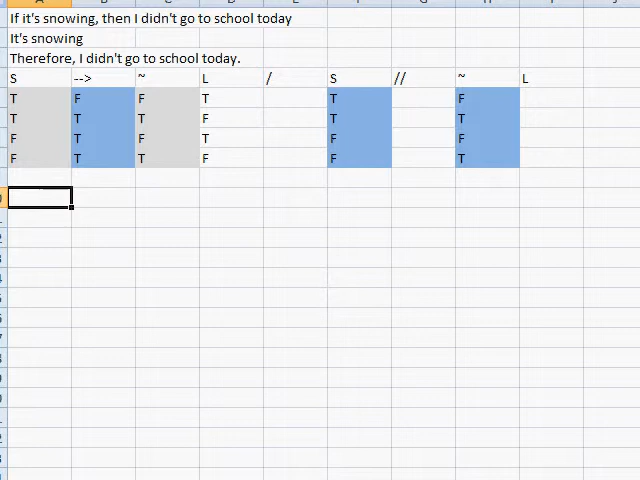 If it's snowing, then I didn't go to school today
It's snowing
Therefore, I didn't go to school today.
S --> ~ L / S // ~ L
T F F T T F
T T T F T T
F T F T F F
F T T F F T